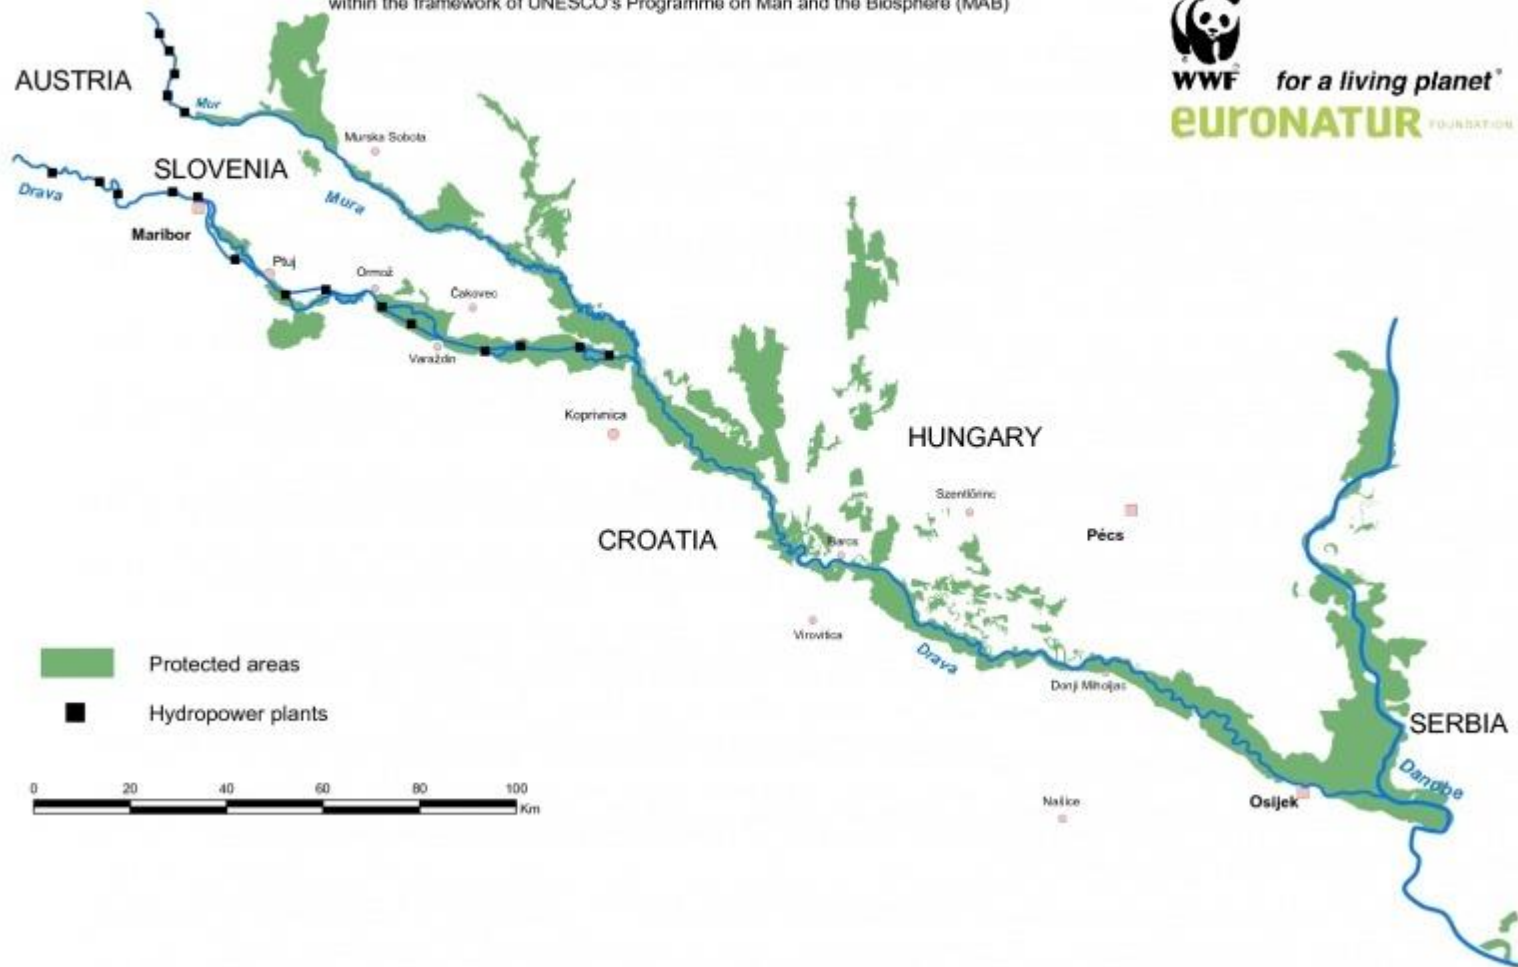 within the framework of UNESCO's Programme on Man and the Biosphere (MAB)
WWF
for a living planet
euroNATUR FOUNDATION
AUSTRIA
Mur
Murska Sobota
SLOVENIA
Drava
Mura
Maribor
Ptuj
Ormož
Čakovec
Varaždin
Koprivnica
HUNGARY
Szentlőrinc
Pécs
CROATIA
Barcs
Virovitica
Drava
Donji Miholjac
Protected areas
Hydropower plants
SERBIA
Danube
Osijek
Našice
0 20 40 60 80 100
Km